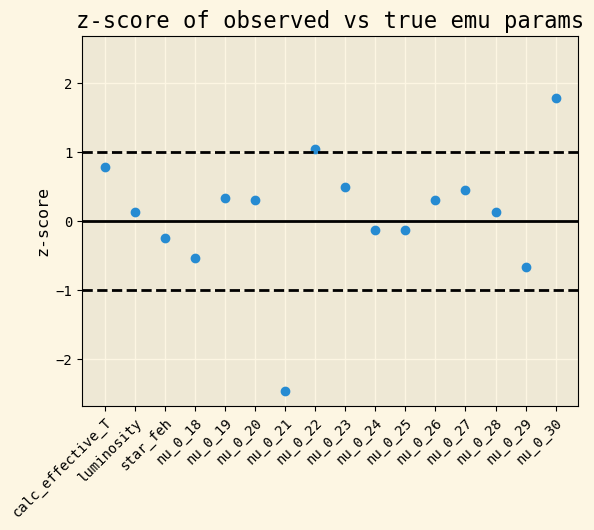 z-score of observed vs true emu params
z-score
2
1
0
−1
−2
calc_effective_T
luminosity
star_feh
nu_0_18
nu_0_19
nu_0_20
nu_0_21
nu_0_22
nu_0_23
nu_0_24
nu_0_25
nu_0_26
nu_0_27
nu_0_28
nu_0_29
nu_0_30